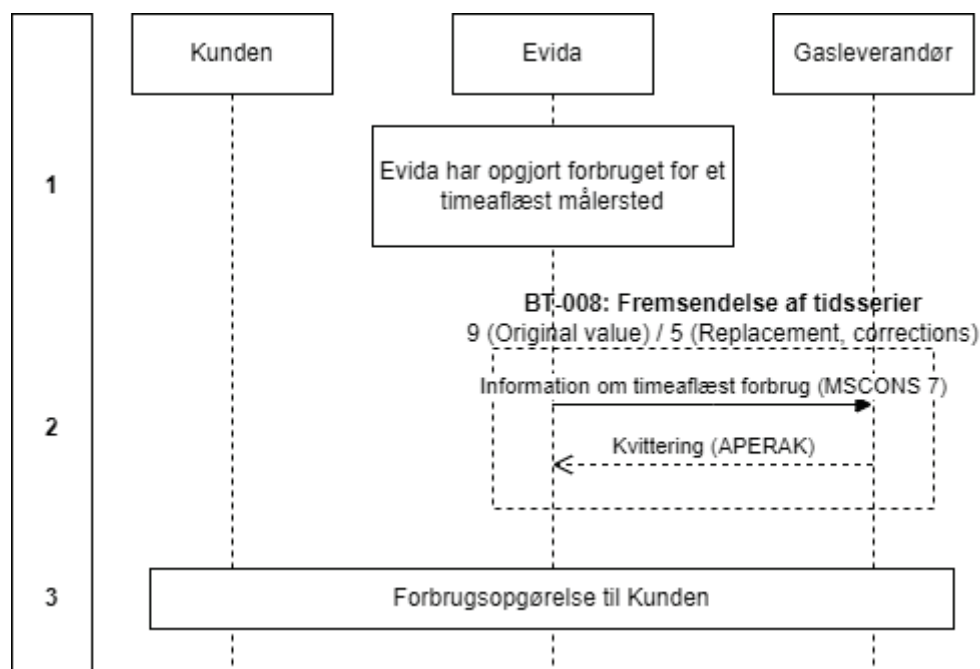 Kunden
Evida
Gasleverandør
1
Evida har opgjort forbruget for et
timeaflæst målersted
BT-008: Fremsendelse af tidsserier
9 (Original value) / 5 (Replacement, corrections)
Information om timeaflæst forbrug (MSCONS 7)
2
Kvittering (APERAK)
3
Forbrugsopgørelse til Kunden